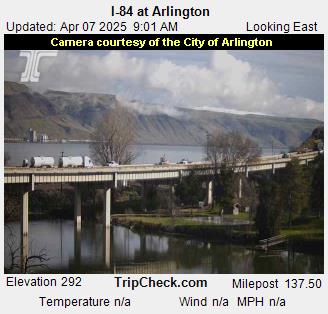 I-84 at Arlington
Updated: Apr 07 2025 9:01 AM Looking East
Camera courtesy of the City of Arlington
Elevation 292 TripCheck.com Milepost 137.50
Temperature n/a Wind n/a MPH n/a